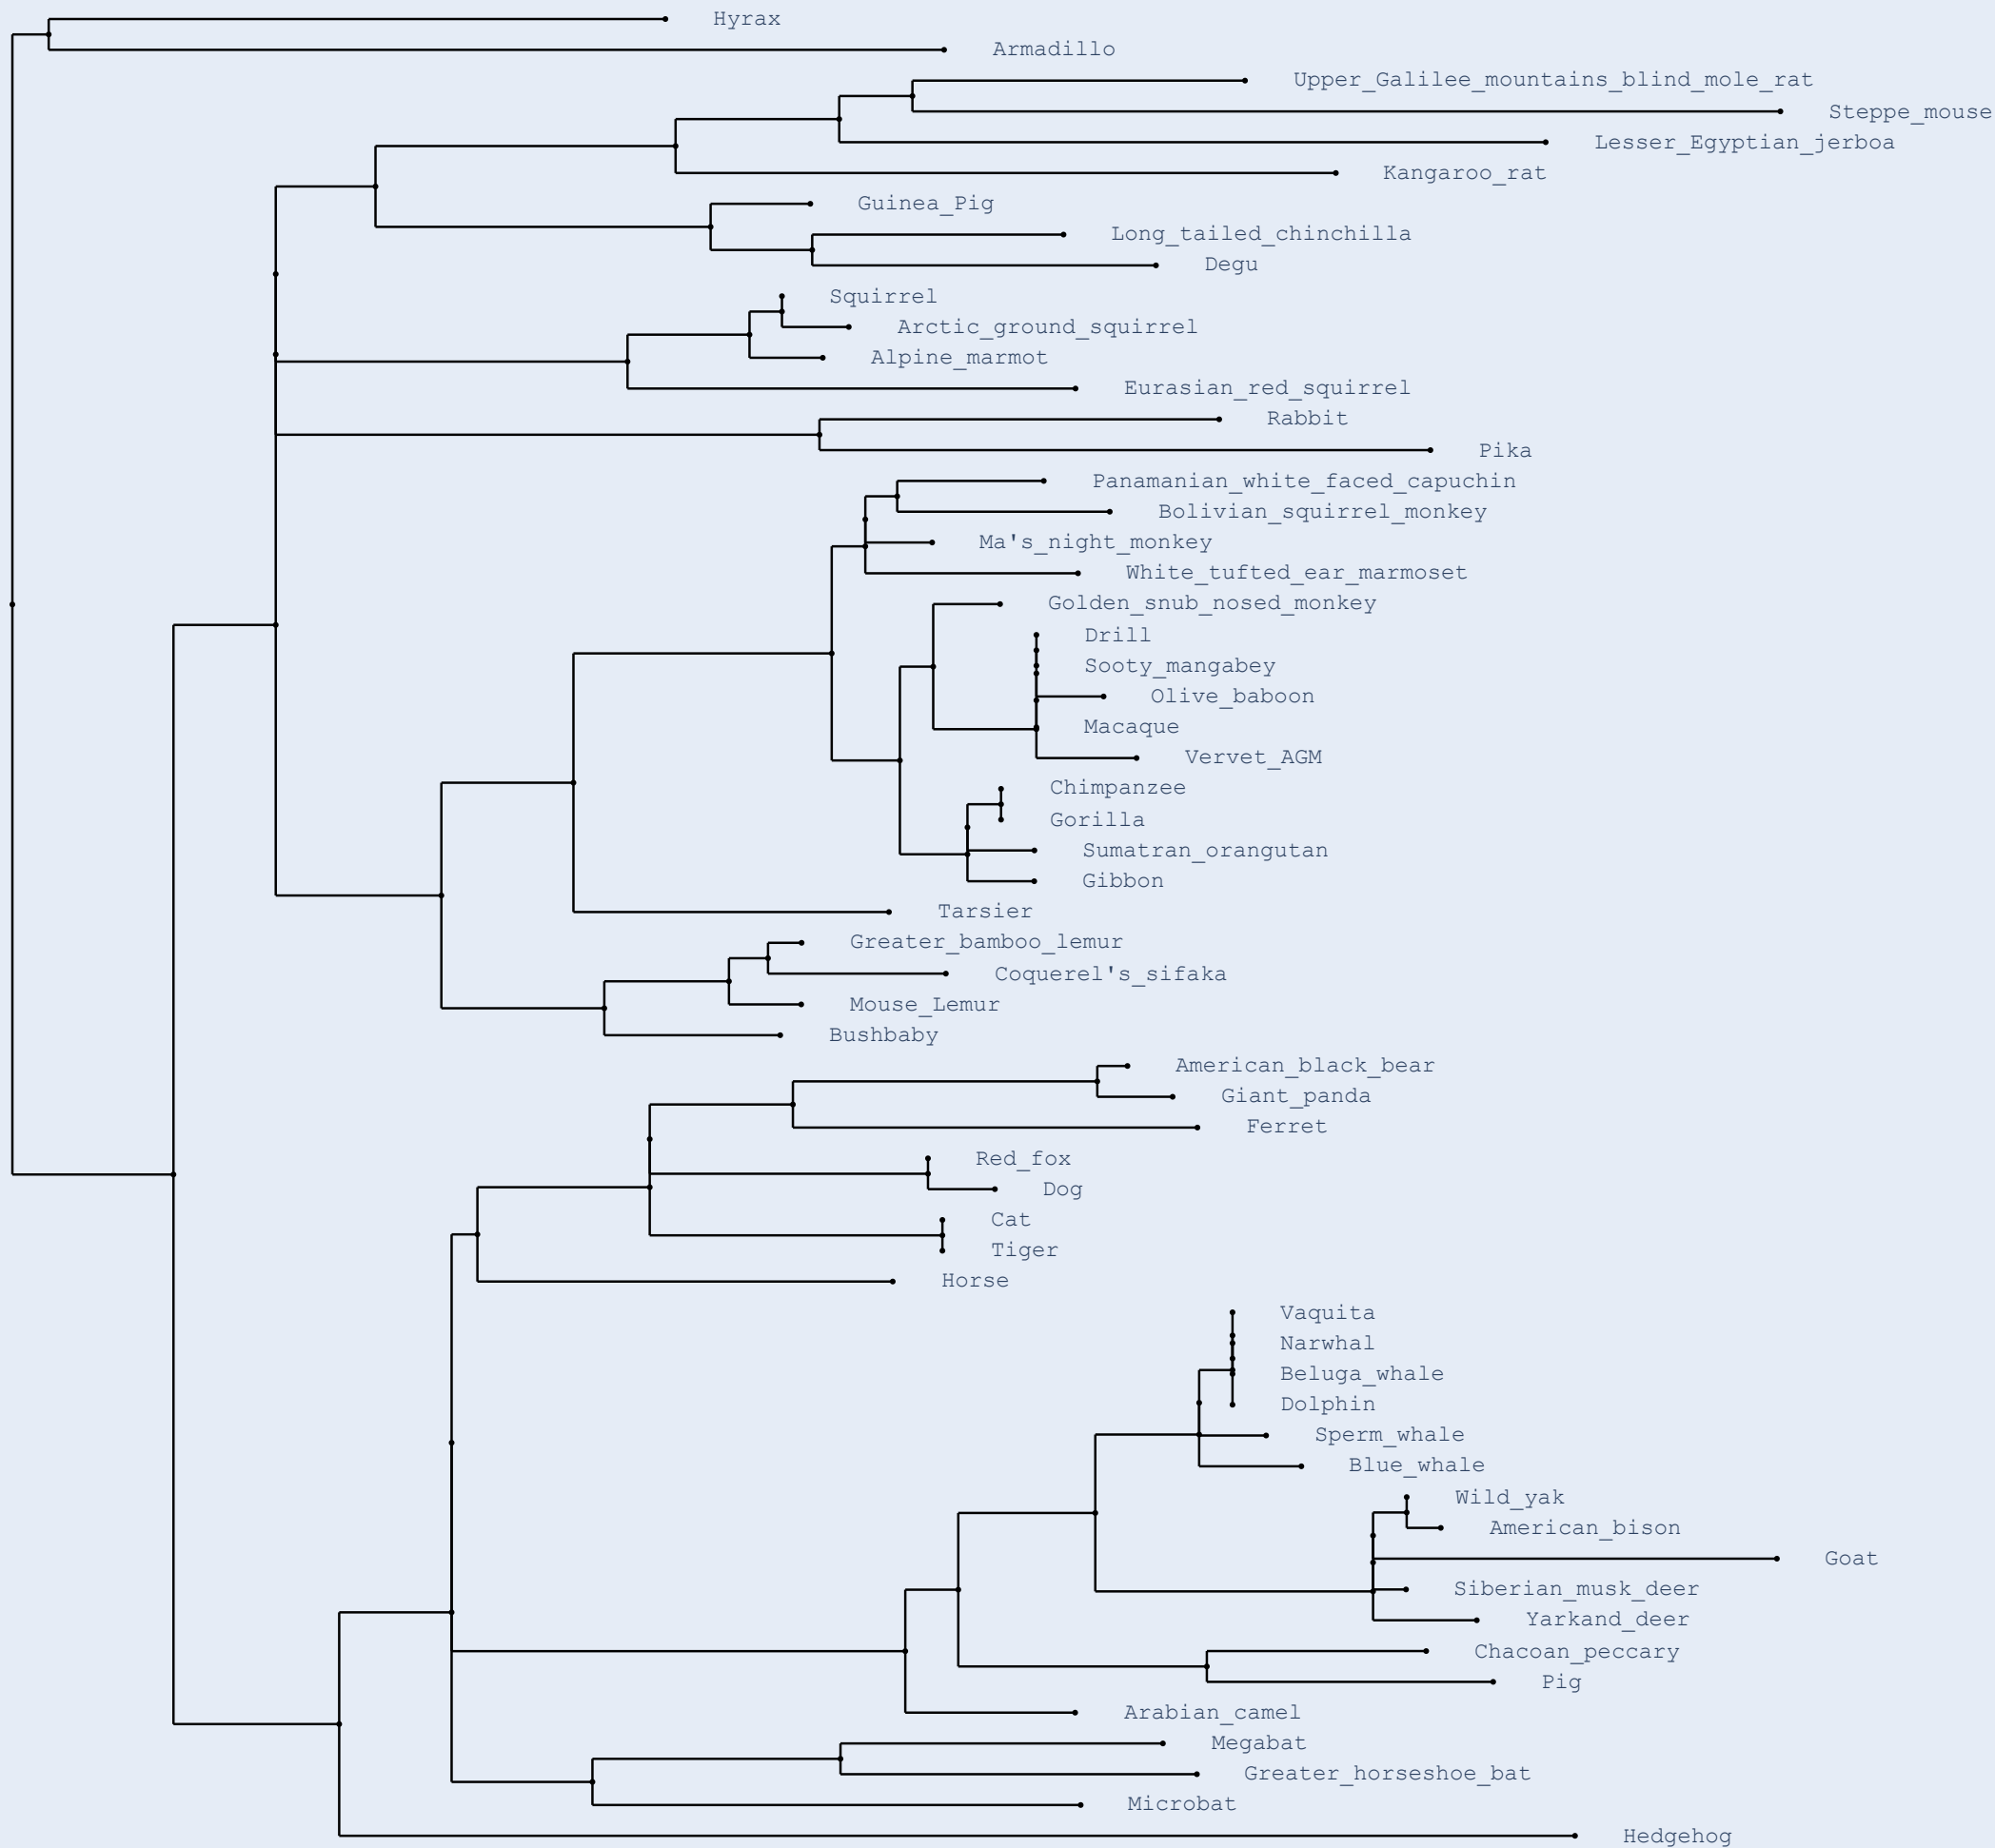 Hyrax
Armadillo
Upper_Galilee_mountains_blind_mole_rat
Steppe_mouse
Lesser_Egyptian_jerboa
Kangaroo_rat
Guinea_Pig
Long_tailed_chinchilla
Degu
Squirrel
Arctic_ground_squirrel
Alpine_marmot
Eurasian_red_squirrel
Rabbit
Pika
Panamanian_white_faced_capuchin
Bolivian_squirrel_monkey
Ma's_night_monkey
White_tufted_ear_marmoset
Golden_snub_nosed_monkey
Drill
Sooty_mangabey
Olive_baboon
Macaque
Vervet_AGM
Chimpanzee
Gorilla
Sumatran_orangutan
Gibbon
Tarsier
Greater_bamboo_lemur
Coquerel's_sifaka
Mouse_Lemur
Bushbaby
American_black_bear
Giant_panda
Ferret
Red_fox
Dog
Cat
Tiger
Horse
Vaquita
Narwhal
Beluga_whale
Dolphin
Sperm_whale
Blue_whale
Wild_yak
American_bison
Goat
Siberian_musk_deer
Yarkand_deer
Chacoan_peccary
Pig
Arabian_camel
Megabat
Greater_horseshoe_bat
Microbat
Hedgehog